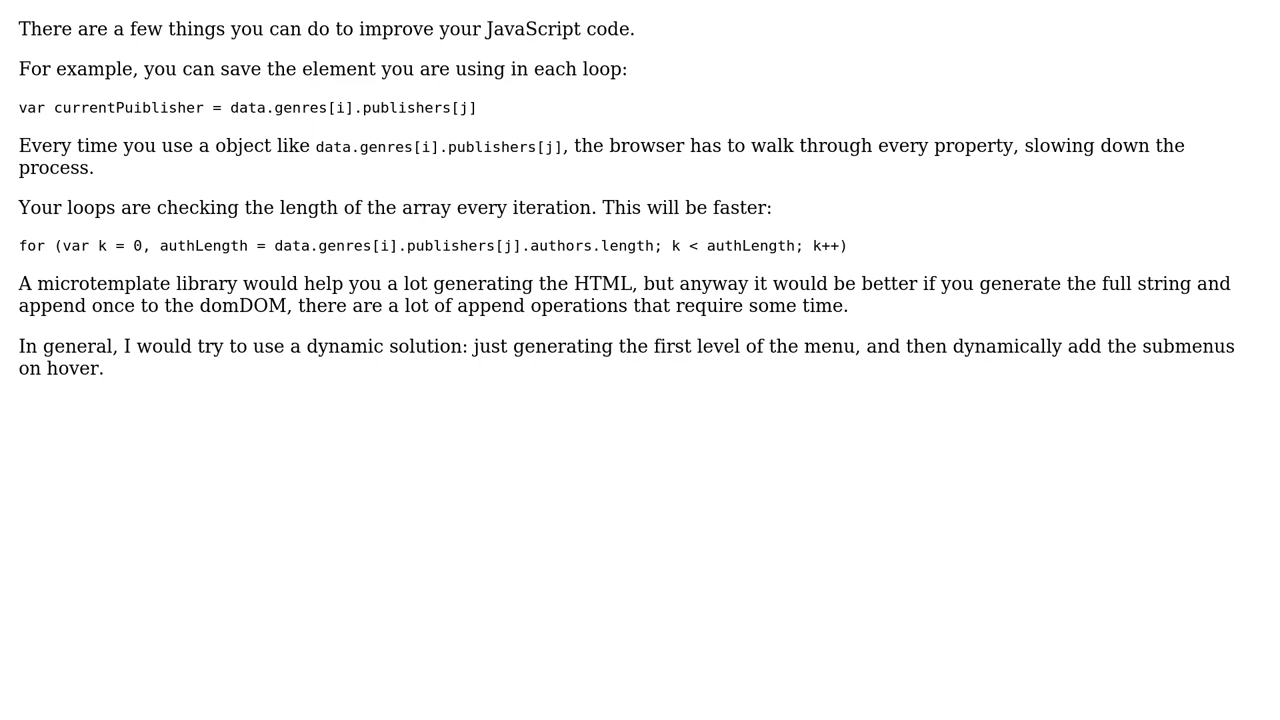 There are a few things you can do to improve your JavaScript code.
For example, you can save the element you are using in each loop:
var currentPuiblisher = data.genres[i].publishers[j]
Every time you use a object like data.genres[i].publishers[j], the browser has to walk through every property, slowing down the
process.
Your loops are checking the length of the array every iteration. This will be faster:
for (var k = 0, authLength = data.genres[i].publishers[j].authors.length; k < authLength; k++)
A microtemplate library would help you a lot generating the HTML, but anyway it would be better if you generate the full string and
append once to the domDOM, there are a lot of append operations that require some time.
In general, I would try to use a dynamic solution: just generating the first level of the menu, and then dynamically add the submenus
on hover.